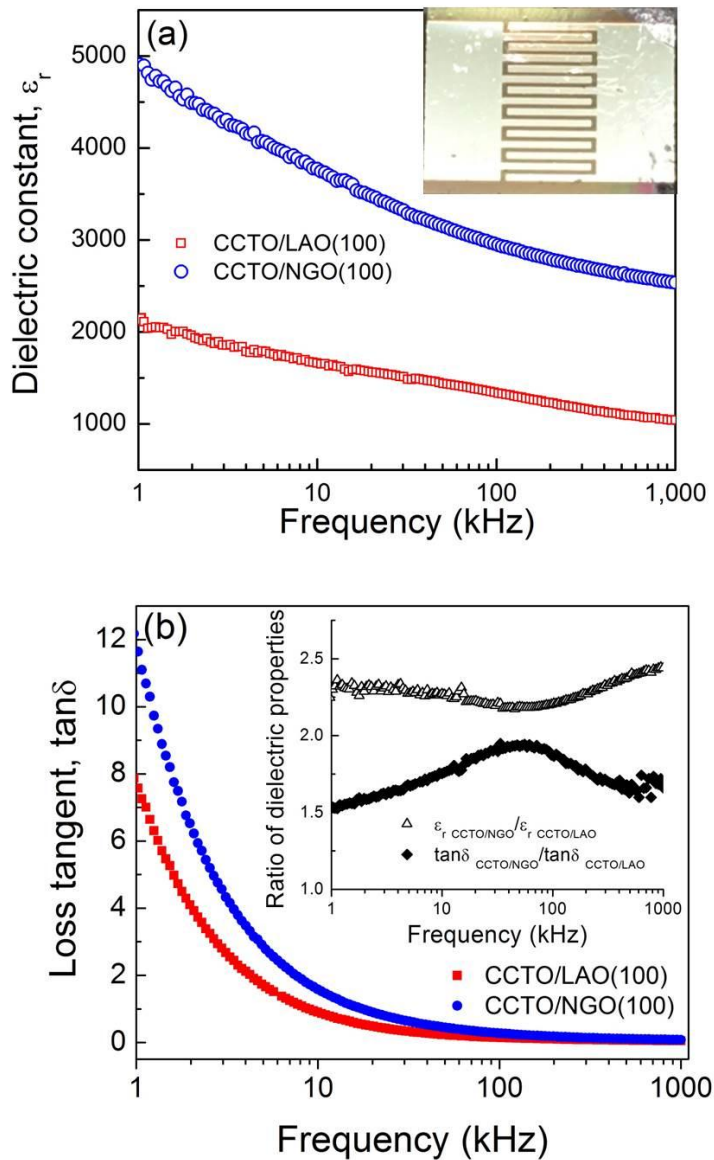 (a)
5000
4000
3000
2000
1000
Dielectric constant, εr
CCTO/LAO(100)
CCTO/NGO(100)
1 10 100 1,000
Frequency (kHz)
(b)
12
10
8
6
4
2
0
Loss tangent, tanδ
2.5
2.0
1.5
1.0
Ratio of dielectric properties
εr CCTO/NGO/εr CCTO/LAO
tanδ CCTO/NGO/tanδ CCTO/LAO
1 10 100 1000
Frequency (kHz)
CCTO/LAO(100)
CCTO/NGO(100)
1 10 100 1000
Frequency (kHz)